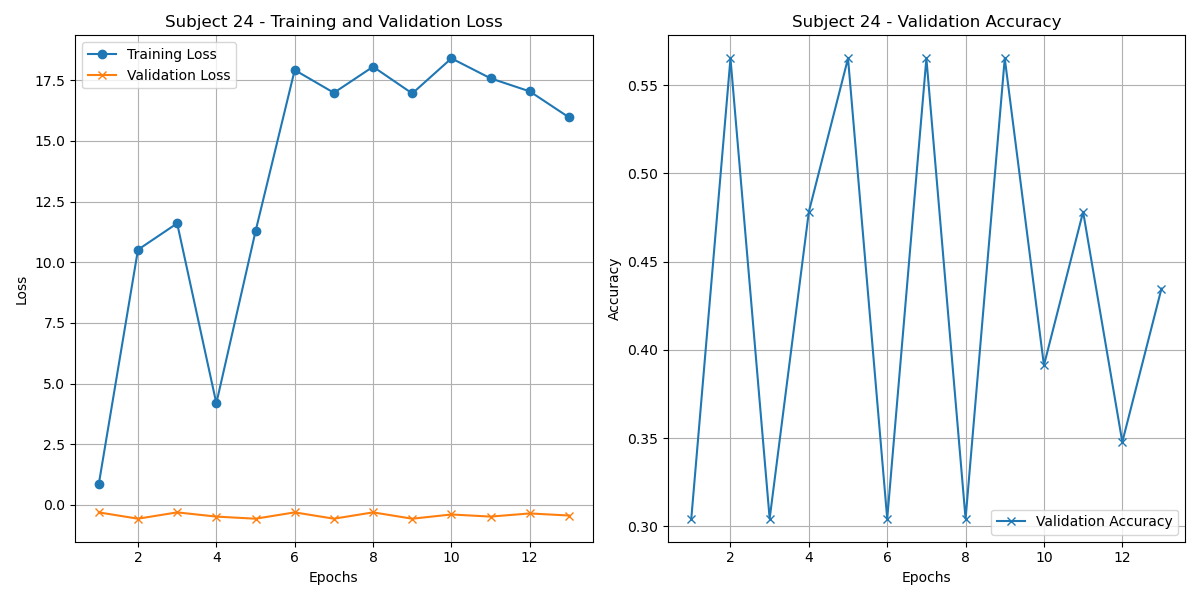 Subject 24 - Training and Validation Loss
Training Loss
Validation Loss
17.5
15.0
12.5
10.0
7.5
5.0
2.5
0.0
Loss
2 4 6 8 10 12
Epochs
Subject 24 - Validation Accuracy
0.55
0.50
0.45
0.40
0.35
0.30
Accuracy
Validation Accuracy
2 4 6 8 10 12
Epochs